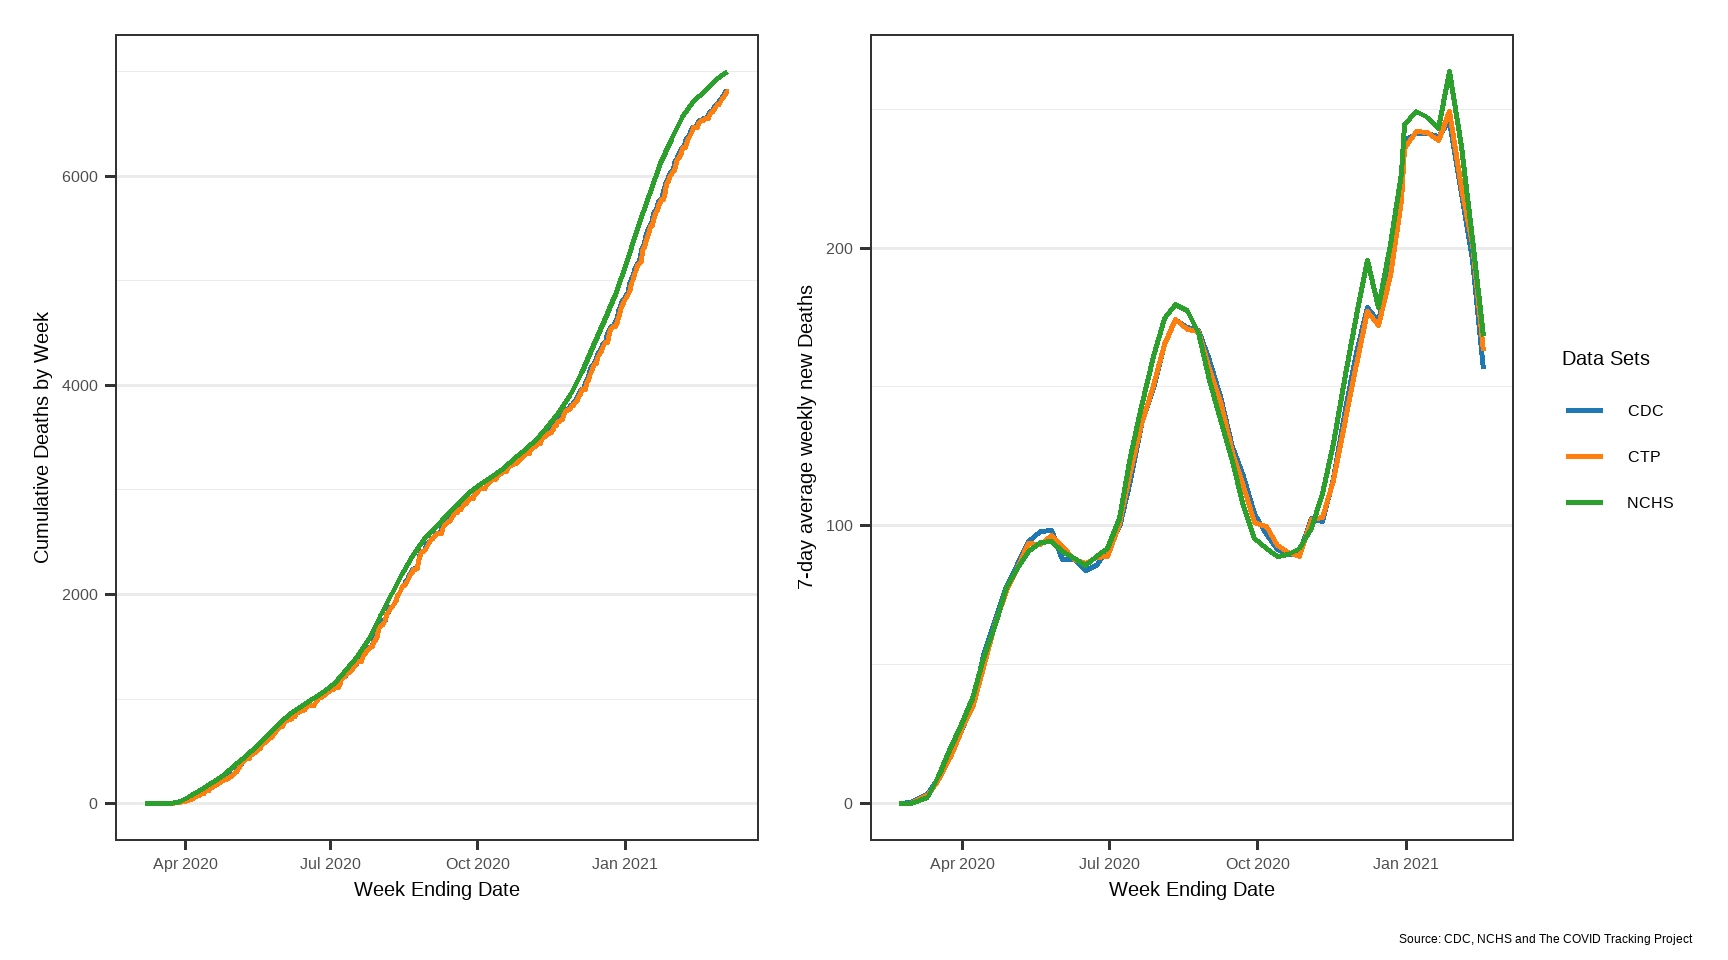 Cumulative Deaths by Week
6000
4000
2000
0
Apr 2020
Jul 2020
Oct 2020
Jan 2021
Week Ending Date
7-day average weekly new Deaths
200
100
0
Apr 2020
Jul 2020
Oct 2020
Jan 2021
Week Ending Date
Data Sets
CDC
CTP
NCHS
Source: CDC, NCHS and The COVID Tracking Project